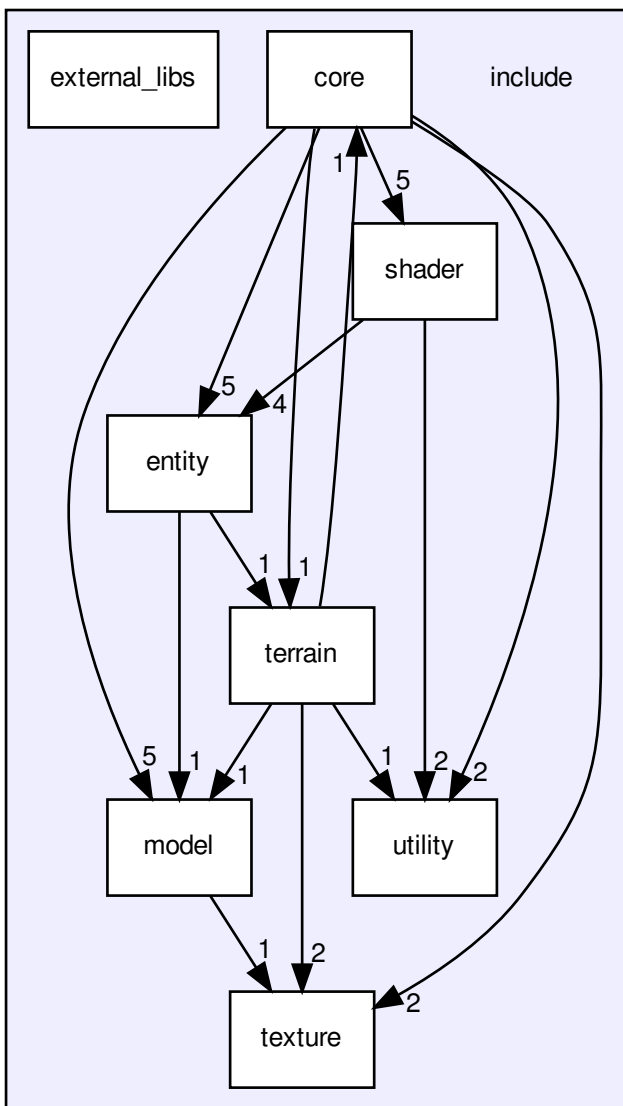 external_libs
core
include
1
5
shader
5
4
entity
1
1
terrain
5
1
1
1
2
2
model
utility
1
2
2
texture